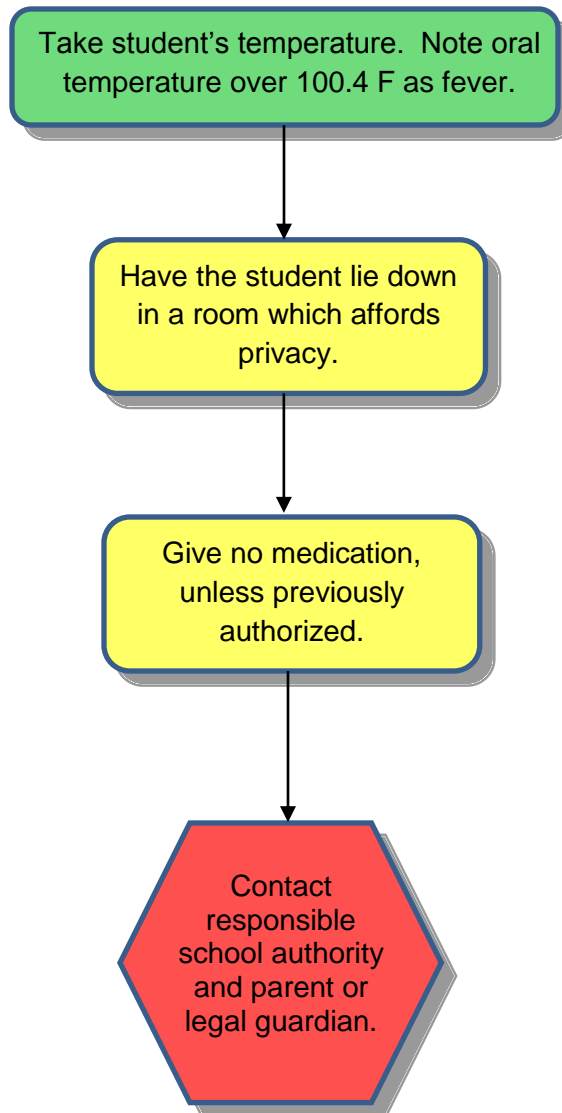 Take student’s temperature.  Note oral
temperature over 100.4 F as fever.
Have the student lie down
in a room which affords
privacy.
Give no medication,
unless previously
authorized.
Contact
responsible
school authority
and parent or
legal guardian.